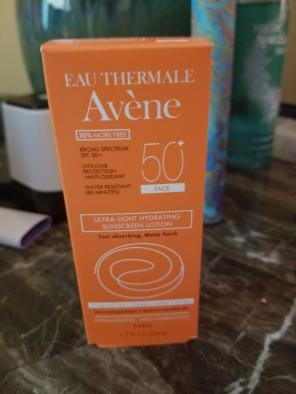 EAU THERMALE
Avène
30% MORE FREE
BROAD SPECTRUM
SPF 50+
UVA/UVB
PROTECTION
+ANTI-OXIDANT
WATER RESISTANT
(80 MINUTES)
50+
FACE
ULTRA-LIGHT HYDRATING
SUNSCREEN LOTION
Fast absorbing, Matte finish
PARIS